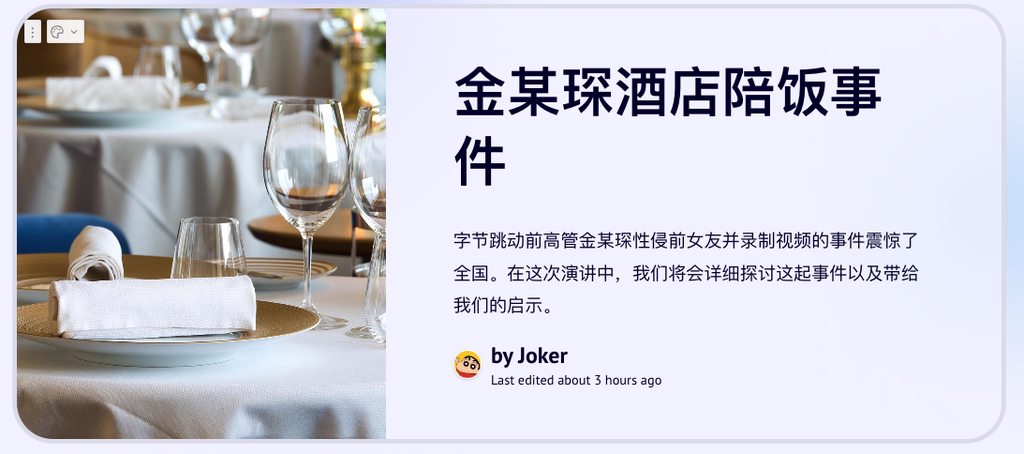 金某琛酒店陪饭事
件
字节跳动前高管金某琛性侵前女友并录制视频的事件震惊了
全国。在这次演讲中，我们将会详细探讨这起事件以及带给
我们的启示。
by Joker
Last edited about 3 hours ago